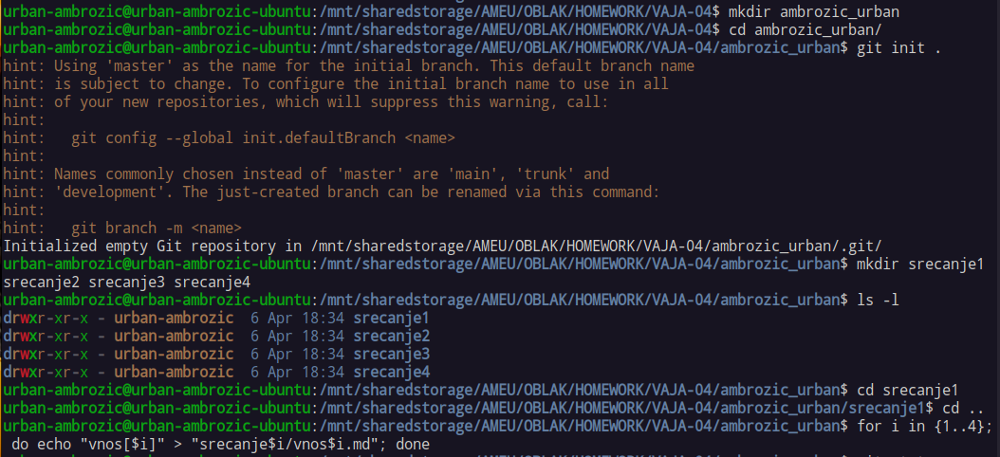 urban-ambrozic@urban-ambrozic-ubuntu:/mnt/sharedstorage/AMEU/OBLAK/HOMEWORK/VAJA-04$ mkdir ambrozic_urban
urban-ambrozic@urban-ambrozic-ubuntu:/mnt/sharedstorage/AMEU/OBLAK/HOMEWORK/VAJA-04$ cd ambrozic_urban/
urban-ambrozic@urban-ambrozic-ubuntu:/mnt/sharedstorage/AMEU/OBLAK/HOMEWORK/VAJA-04/ambrozic_urban$ git init .
hint: Using 'master' as the name for the initial branch. This default branch name
hint: is subject to change. To configure the initial branch name to use in all
hint: of your new repositories, which will suppress this warning, call:
hint:
hint:   git config --global init.defaultBranch <name>
hint:
hint: Names commonly chosen instead of 'master' are 'main', 'trunk' and
hint: 'development'. The just-created branch can be renamed via this command:
hint:
hint:   git branch -m <name>
Initialized empty Git repository in /mnt/sharedstorage/AMEU/OBLAK/HOMEWORK/VAJA-04/ambrozic_urban/.git/
urban-ambrozic@urban-ambrozic-ubuntu:/mnt/sharedstorage/AMEU/OBLAK/HOMEWORK/VAJA-04/ambrozic_urban$ mkdir srecanje1
srecanje2 srecanje3 srecanje4
urban-ambrozic@urban-ambrozic-ubuntu:/mnt/sharedstorage/AMEU/OBLAK/HOMEWORK/VAJA-04/ambrozic_urban$ ls -l
drwxr-xr-x - urban-ambrozic  6 Apr 18:34 srecanje1
drwxr-xr-x - urban-ambrozic  6 Apr 18:34 srecanje2
drwxr-xr-x - urban-ambrozic  6 Apr 18:34 srecanje3
drwxr-xr-x - urban-ambrozic  6 Apr 18:34 srecanje4
urban-ambrozic@urban-ambrozic-ubuntu:/mnt/sharedstorage/AMEU/OBLAK/HOMEWORK/VAJA-04/ambrozic_urban$ cd srecanje1
urban-ambrozic@urban-ambrozic-ubuntu:/mnt/sharedstorage/AMEU/OBLAK/HOMEWORK/VAJA-04/ambrozic_urban/srecanje1$ cd ..
urban-ambrozic@urban-ambrozic-ubuntu:/mnt/sharedstorage/AMEU/OBLAK/HOMEWORK/VAJA-04/ambrozic_urban$ for i in {1..4};
 do echo "vnos[$i]" > "srecanje$i/vnos$i.md"; done